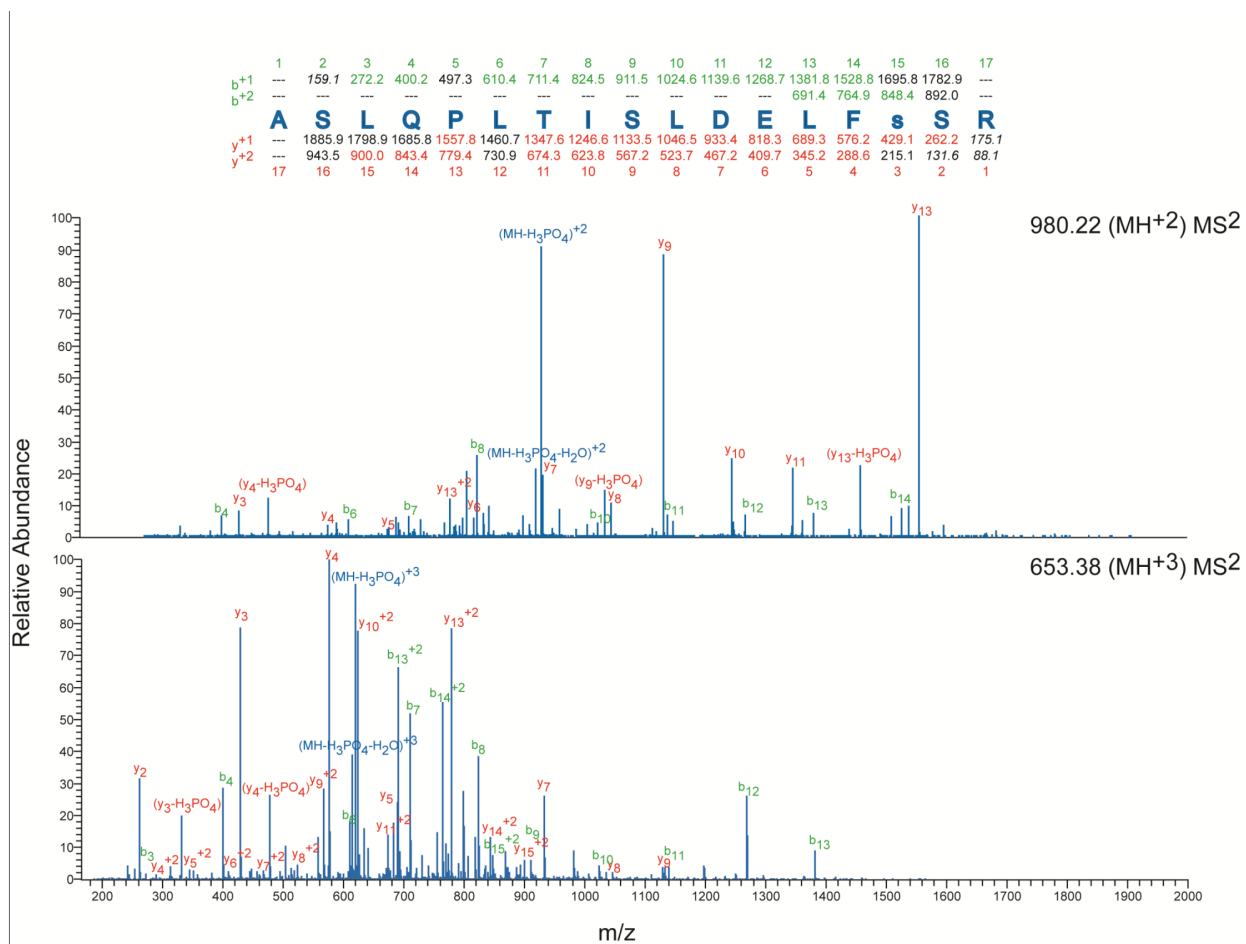 1 2 3 4 5 6 7 8 9 10 11 12 13 14 15 16 17
b+1 --- 159.1 272.2 400.2 497.3 610.4 711.4 824.5 911.5 1024.6 1139.6 1268.7 1381.8 1528.8 1695.8 1782.9 ---
b+2 --- --- --- --- --- --- --- --- --- --- --- --- 691.4 764.9 848.4 892.0 ---
A S L Q P L T I S L D E L F s S R
y+1 --- 1885.9 1798.9 1685.8 1557.8 1460.7 1347.6 1246.6 1133.5 1046.5 933.4 818.3 689.3 576.2 429.1 262.2 175.1
y+2 --- 943.5 900.0 843.4 779.4 730.9 674.3 623.8 567.2 523.7 467.2 409.7 345.2 288.6 215.1 131.6 88.1
17 16 15 14 13 12 11 10 9 8 7 6 5 4 3 2 1
980.22 (MH+2) MS2
y13
(MH-H3PO4)+2
y9
100
90
80
70
60
50
40
30
20
10
0
b8
(MH-H3PO4-H2O)+2
y7
y10
y11
(y13-H3PO4)
(y4-H3PO4)
y13+2
(y9-H3PO4)
y8
b4
y3
y4
b6
b7
y5
y6
b10
b11
b12
b13
b14
Relative Abundance
653.38 (MH+3) MS2
y4
(MH-H3PO4)+3
y3
y10+2
y13+2
b13+2
b14+2
b7
100
90
80
70
60
50
40
30
20
10
0
(MH-H3PO4-H2O)+3
b8
y2
b4
(y3-H3PO4)
(y4-H3PO4)
y9+2
y5
y7
b12
b6
y11+2
y14+2
b9
b3
y4+2
y5+2
y6+2
y7+2
y8+2
b15+2
y15+2
b10
y8
y9
b11
b13
200 300 400 500 600 700 800 900 1000 1100 1200 1300 1400 1500 1600 1700 1800 1900 2000
m/z